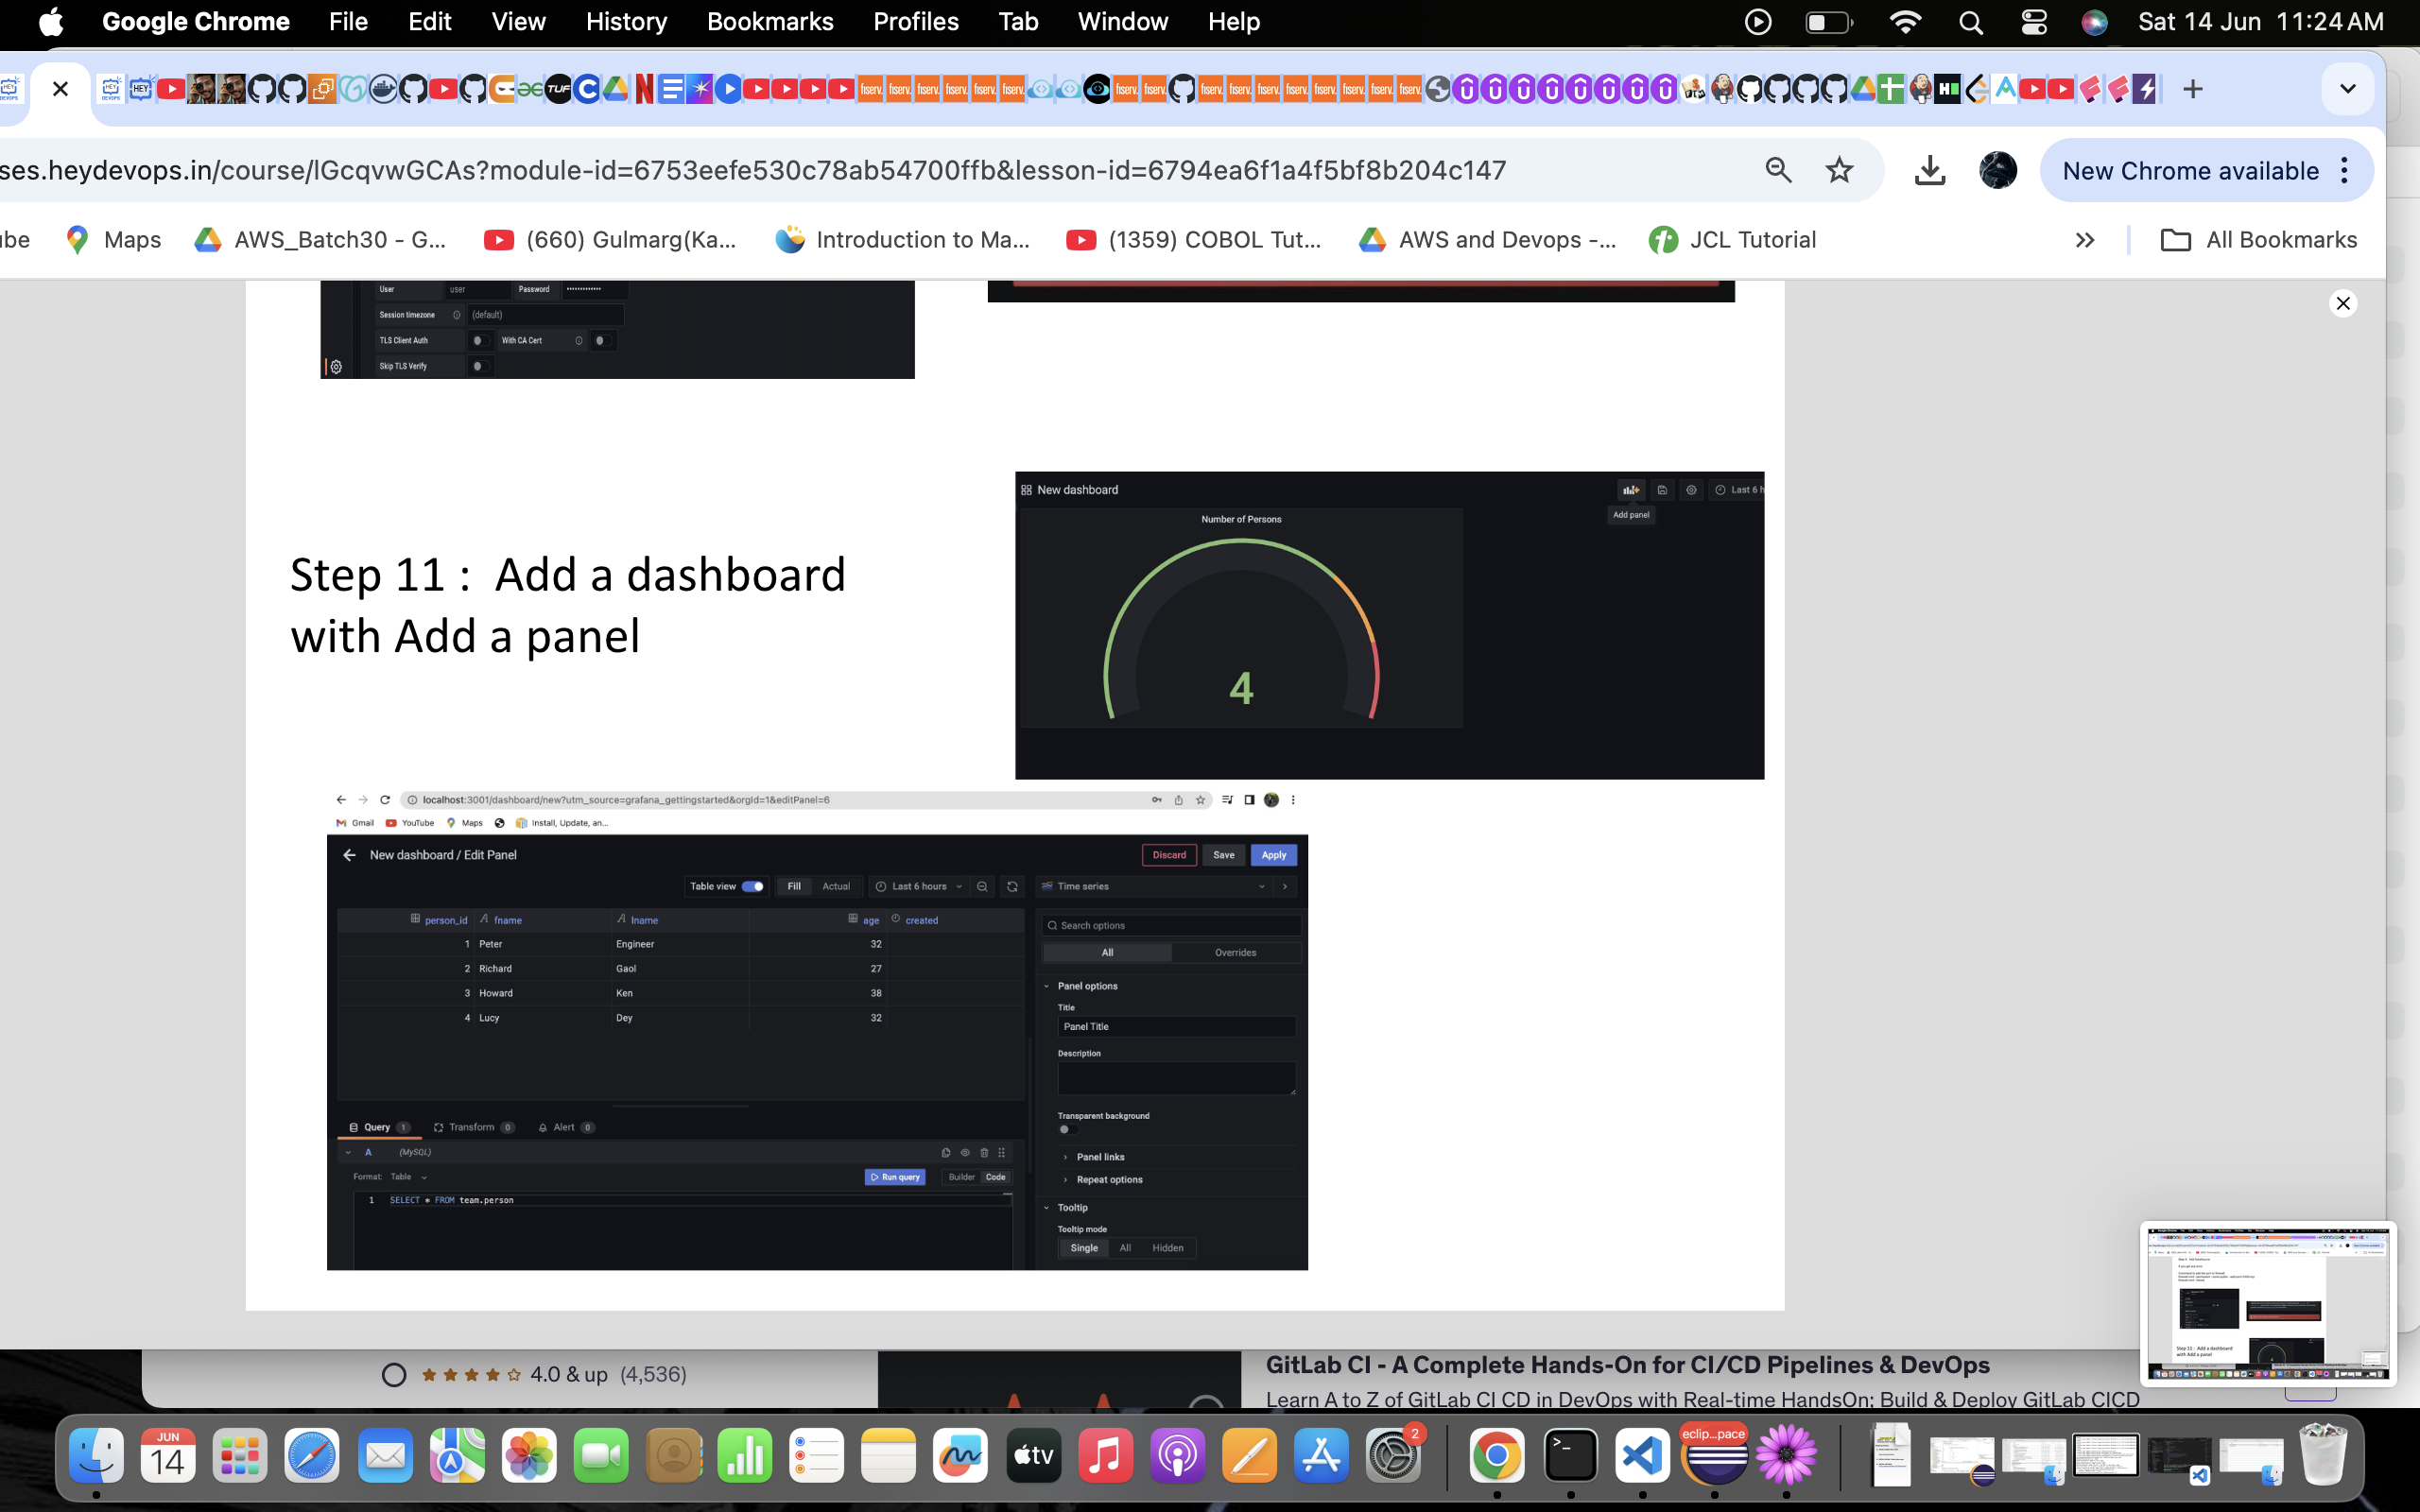 Google Chrome File Edit View History Bookmarks Profiles Tab Window Help Sat 14 Jun 11:24 AM
ses.heydevops.in/course/lGcqvwGCAs?module-id=6753eefe530c78ab54700ffb&lesson-id=6794ea6f1a4f5bf8b204c147 New Chrome available
be Maps AWS_Batch30 - G... (660) Gulmarg(Ka... Introduction to Ma... (1359) COBOL Tut... AWS and Devops -... JCL Tutorial All Bookmarks
User user Password
Session timezone (default)
TLS Client Auth With CA Cert
Skip TLS Verify
New dashboard Last 6 h
Add panel
Number of Persons
4
Step 11 : Add a dashboard
with Add a panel
localhost:3001/dashboard/new?utm_source=grafana_gettingstarted&orgId=1&editPanel=6
Gmail YouTube Maps Install, Update, an...
New dashboard / Edit Panel Discard Save Apply
Table view Fill Actual Last 6 hours Time series
person_id fname lname age created
1 Peter Engineer 32
2 Richard Gaol 27
3 Howard Ken 38
4 Lucy Dey 32
Search options
All Overrides
Panel options
Title
Panel Title
Description
Transparent background
Panel links
Repeat options
Tooltip
Tooltip mode
Single All Hidden
Query 1 Transform 0 Alert 0
A (MySQL)
Format: Table Run query Builder Code
1 SELECT * FROM team.person
4.0 & up (4,536)
GitLab CI - A Complete Hands-On for CI/CD Pipelines & DevOps
Learn A to Z of GitLab CI CD in DevOps with Real-time HandsOn: Build & Deploy GitLab CICD
JUN
14
tv
2
eclip...pace